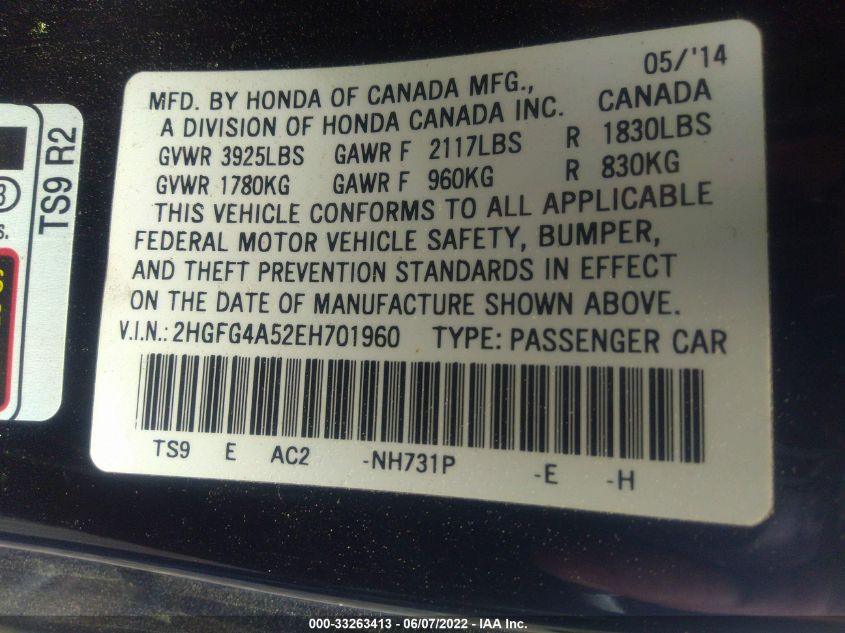 05/'14
MFD. BY HONDA OF CANADA MFG.,
A DIVISION OF HONDA CANADA INC. CANADA
GVWR 3925LBS GAWR F 2117LBS R 1830LBS
GVWR 1780KG GAWR F 960KG R 830KG
THIS VEHICLE CONFORMS TO ALL APPLICABLE
FEDERAL MOTOR VEHICLE SAFETY, BUMPER,
AND THEFT PREVENTION STANDARDS IN EFFECT
ON THE DATE OF MANUFACTURE SHOWN ABOVE.
V.I.N.: 2HGFG4A52EH701960 TYPE: PASSENGER CAR
TS9 E AC2 -NH731P -E -H
TS9 R2
000-33263413 - 06/07/2022 - IAA Inc.